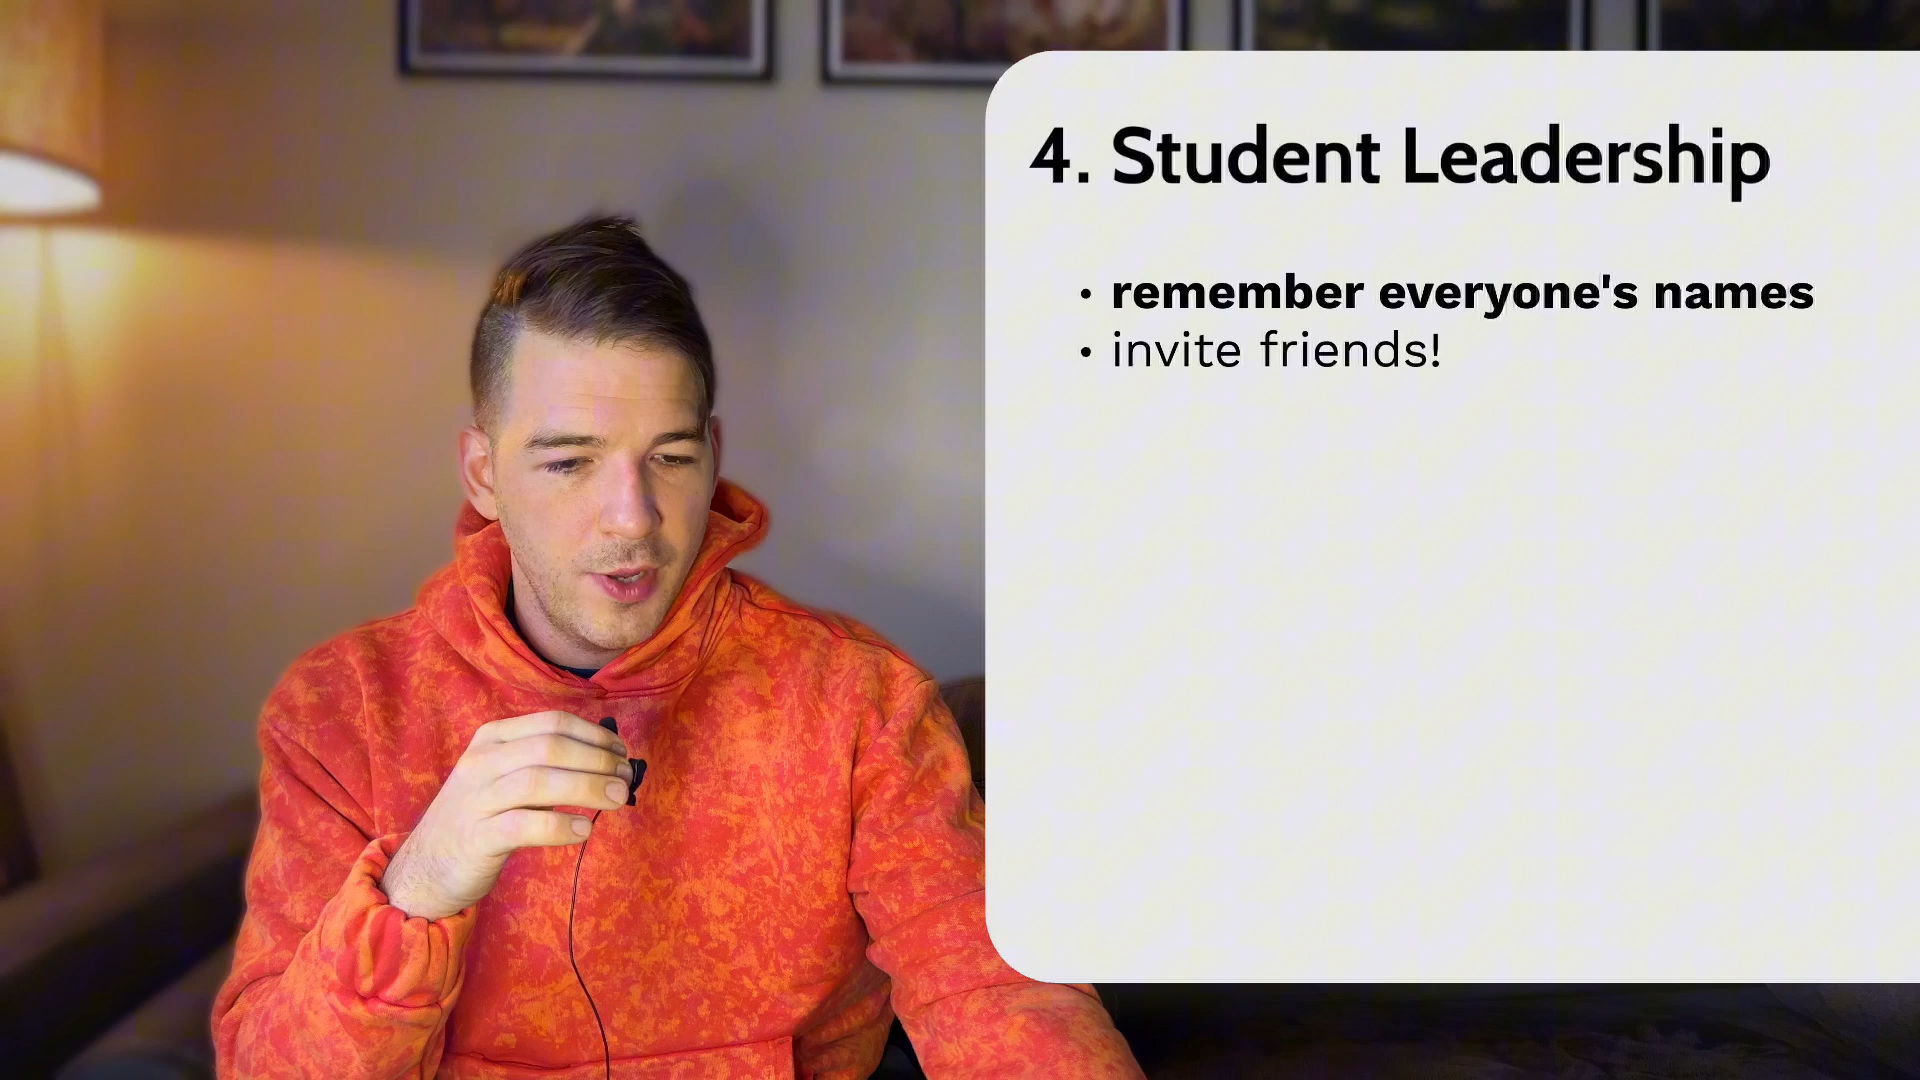 4. Student Leadership
• remember everyone's names
• invite friends!